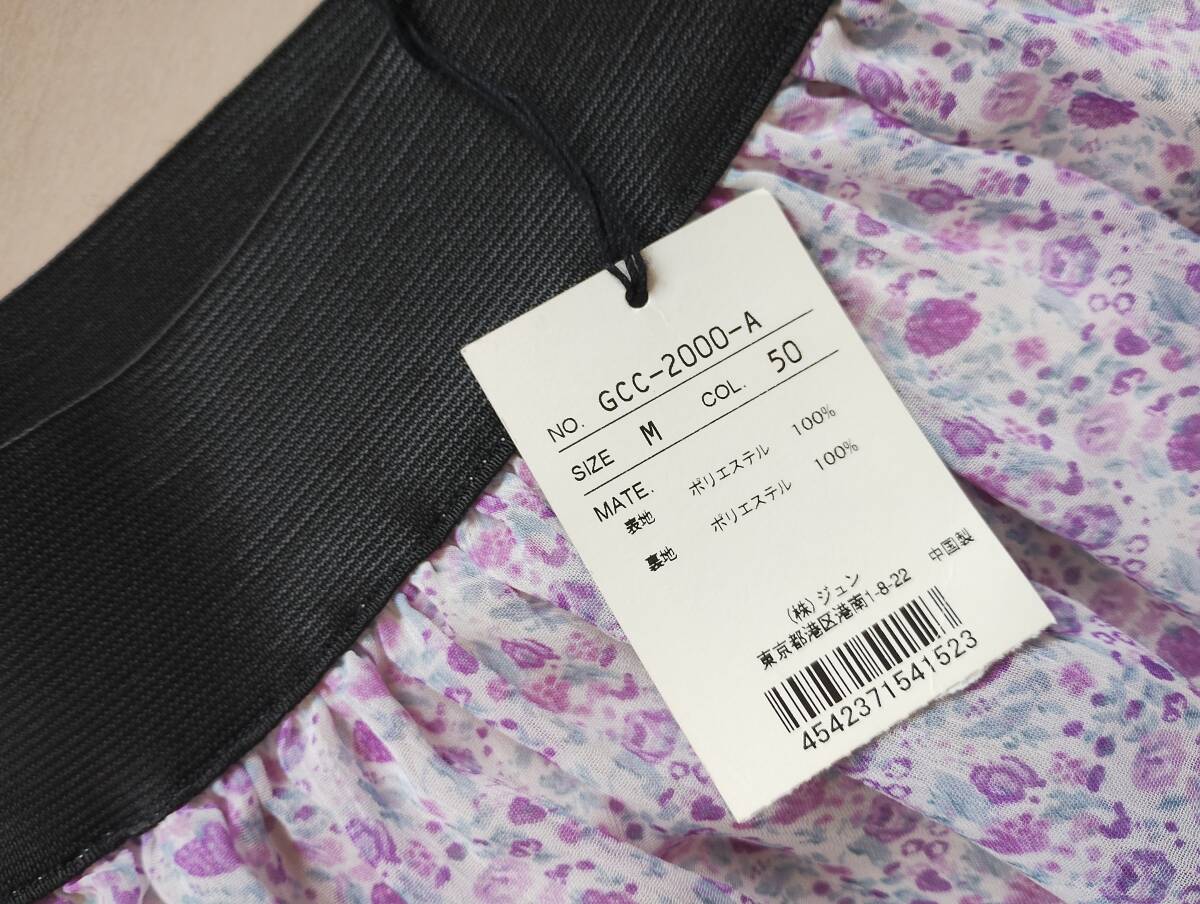 NO. GCC-2000-A
SIZE M COL. 50
MATE.
表地 ポリエステル 100%
裏地 ポリエステル 100%
(株)ジュン
東京都港区港南1-8-22 中国製
4542371541523